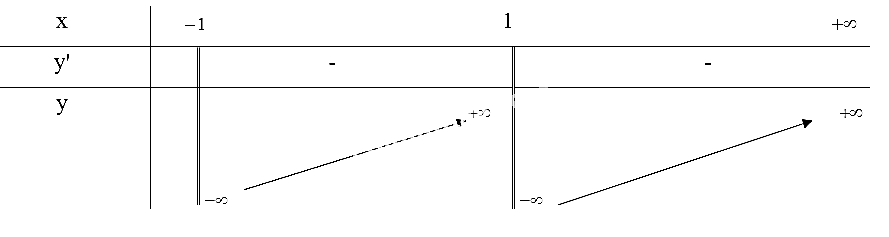 x −1 1 +∞
y' - -
y +∞ +∞
−∞ −∞